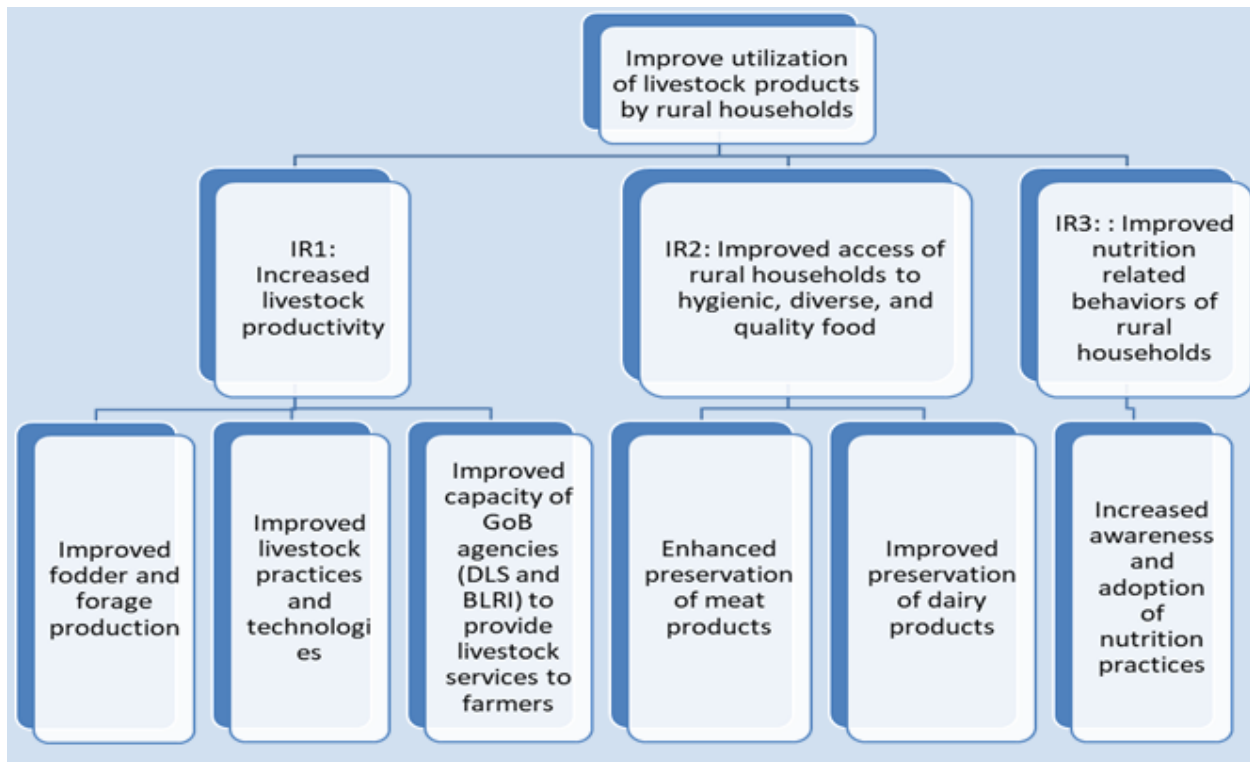 Improve utilization
of livestock products
by rural households
IR1:
Increased
livestock
productivity
IR2: Improved access of
rural households to
hygienic, diverse, and
quality food
IR3: : Improved
nutrition
related
behaviors of
rural
households
Improved
fodder and
forage
production
Improved
livestock
practices
and
technologi
es
Improved
capacity of
GoB
agencies
(DLS and
BLRI) to
provide
livestock
services to
farmers
Enhanced
preservation
of meat
products
Improved
preservation
of dairy
products
Increased
awareness
and
adoption
of
nutrition
practices